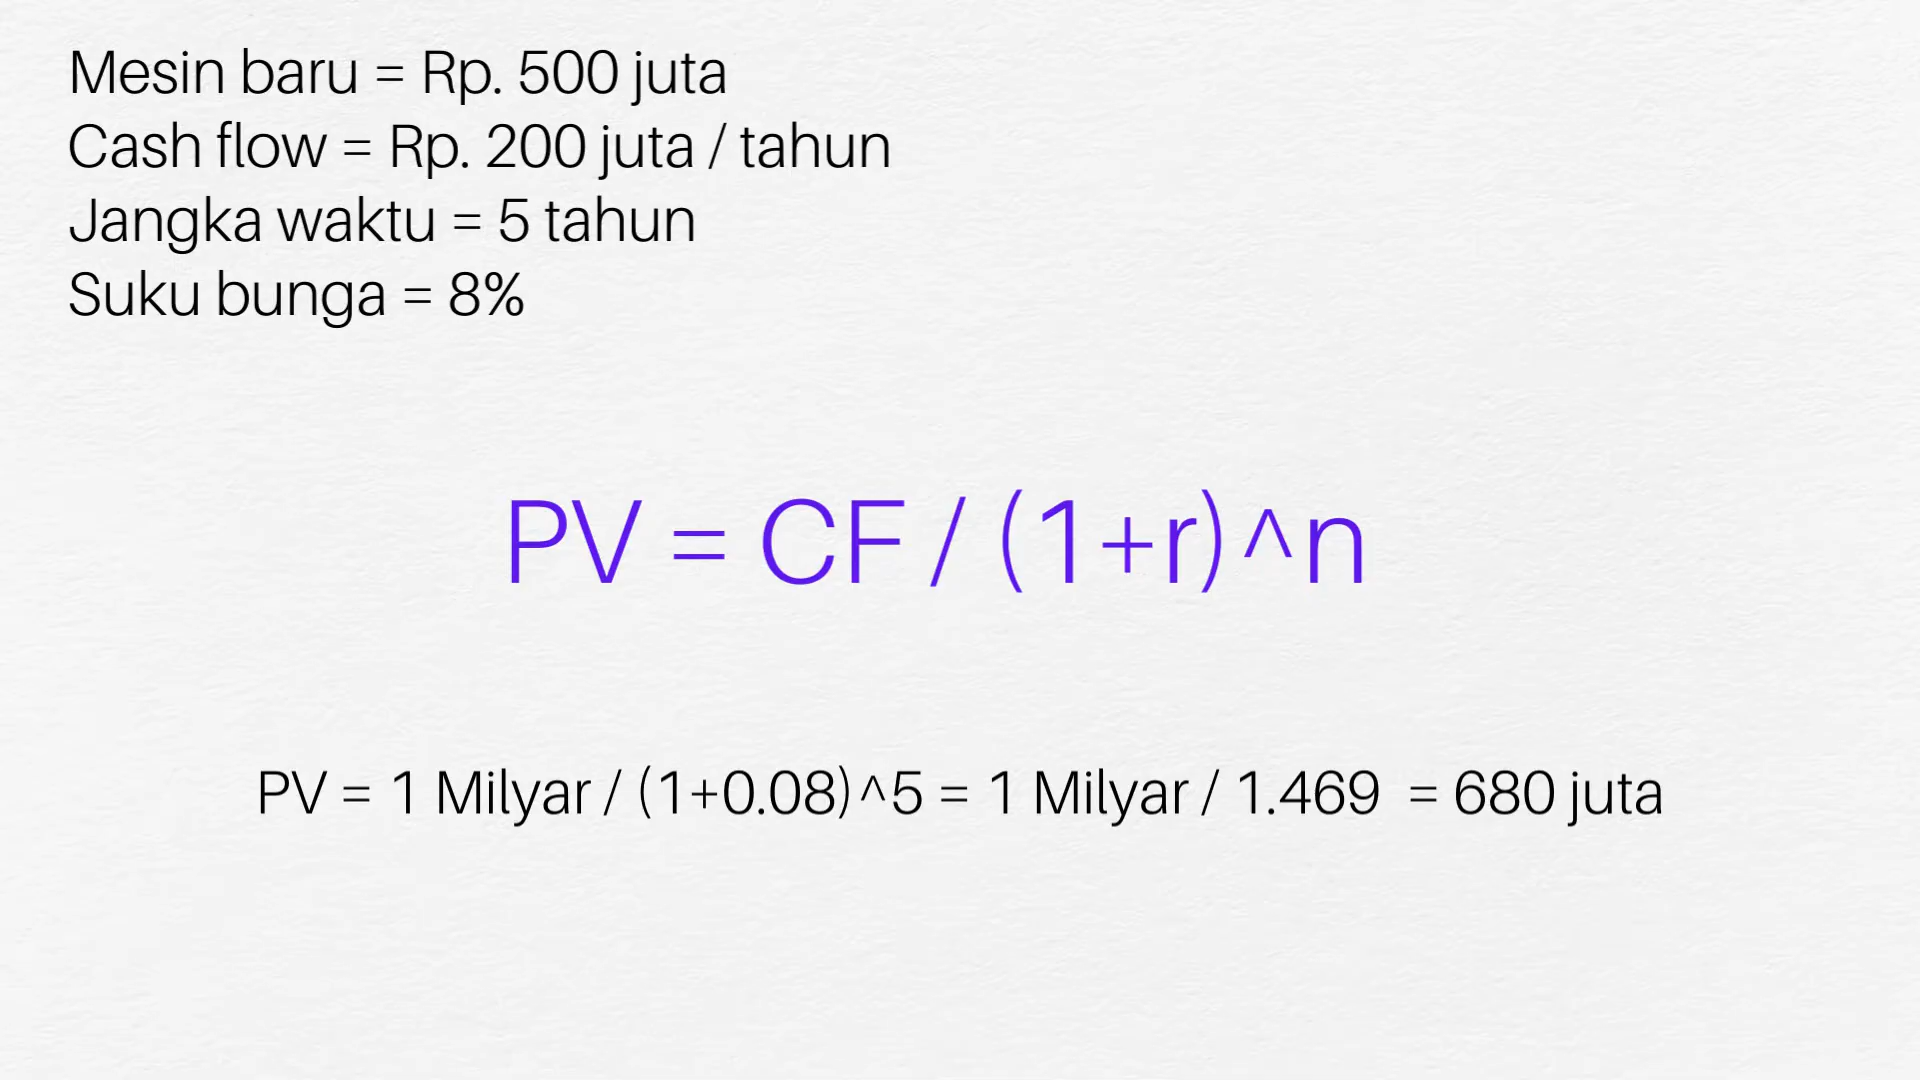 Mesin baru = Rp. 500 juta
Cash flow = Rp. 200 juta / tahun
Jangka waktu = 5 tahun
Suku bunga = 8%
PV = CF / (1+r)^n
PV = 1 Milyar / (1+0.08)^5 = 1 Milyar / 1.469 = 680 juta